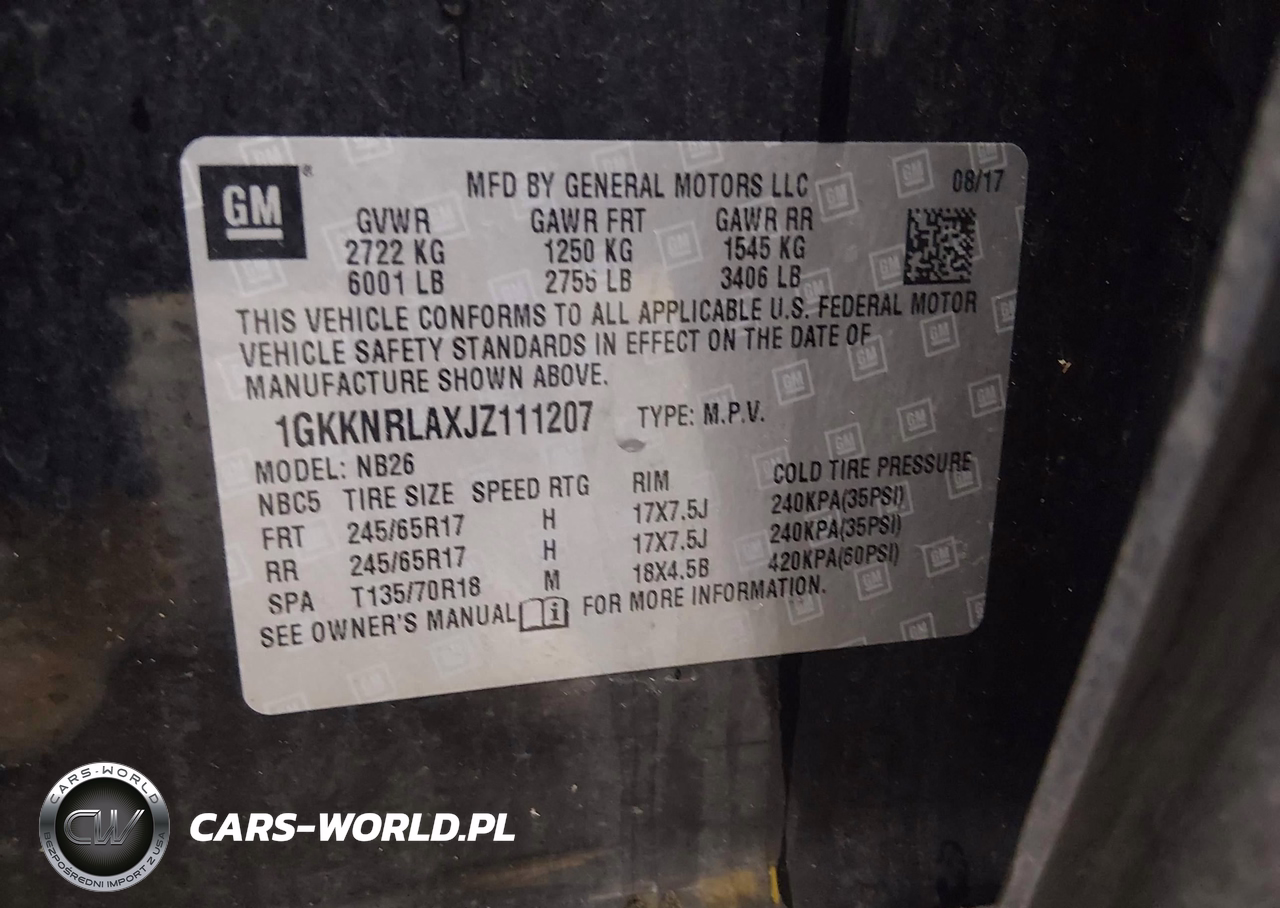 GM ®
MFD BY GENERAL MOTORS LLC 08/17
GVWR GAWR FRT GAWR RR
2722 KG 1250 KG 1545 KG
6001 LB 2755 LB 3406 LB
THIS VEHICLE CONFORMS TO ALL APPLICABLE U.S. FEDERAL MOTOR
VEHICLE SAFETY STANDARDS IN EFFECT ON THE DATE OF
MANUFACTURE SHOWN ABOVE.
1GKKNRLAXJZ111207 TYPE: M.P.V.
MODEL: NB26
NBC5 TIRE SIZE SPEED RTG RIM COLD TIRE PRESSURE
FRT 245/65R17 H 17X7.5J 240KPA(35PSI)
RR 245/65R17 H 17X7.5J 240KPA(35PSI)
SPA T135/70R18 M 18X4.5B 420KPA(60PSI)
SEE OWNER'S MANUAL i FOR MORE INFORMATION.
CARS-WORLD
CW
BEZPOŚREDNI IMPORT Z USA
CARS-WORLD.PL